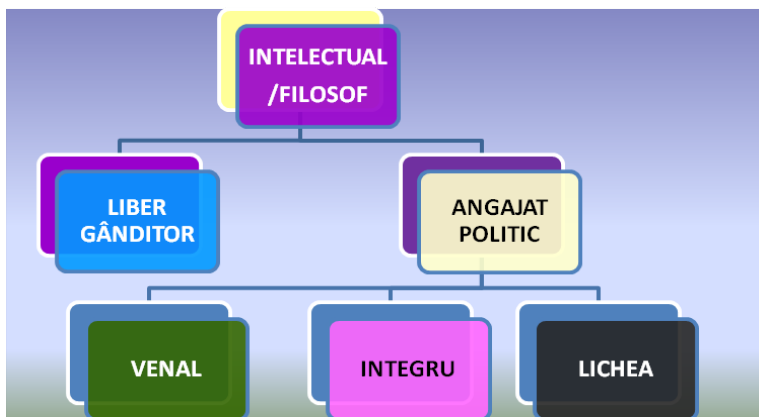 INTELECTUAL
/FILOSOF
LIBER
GÂNDITOR
ANGAJAT
POLITIC
VENAL
INTEGRU
LICHEA